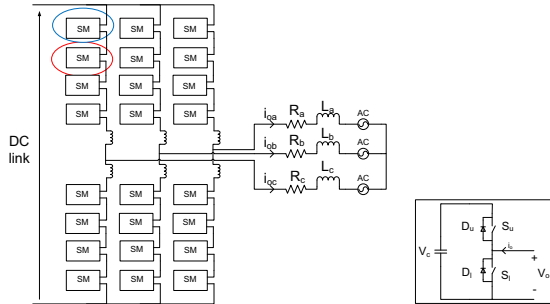 SM SM SM
SM SM SM
SM SM SM
SM SM SM
DC
link
i_oa R_a L_a AC
i_ob R_b L_b AC
i_oc R_c L_c AC
SM SM SM
SM SM SM
SM SM SM
SM SM SM
D_u S_u
V_c i_o +
D_l S_l V_o
-